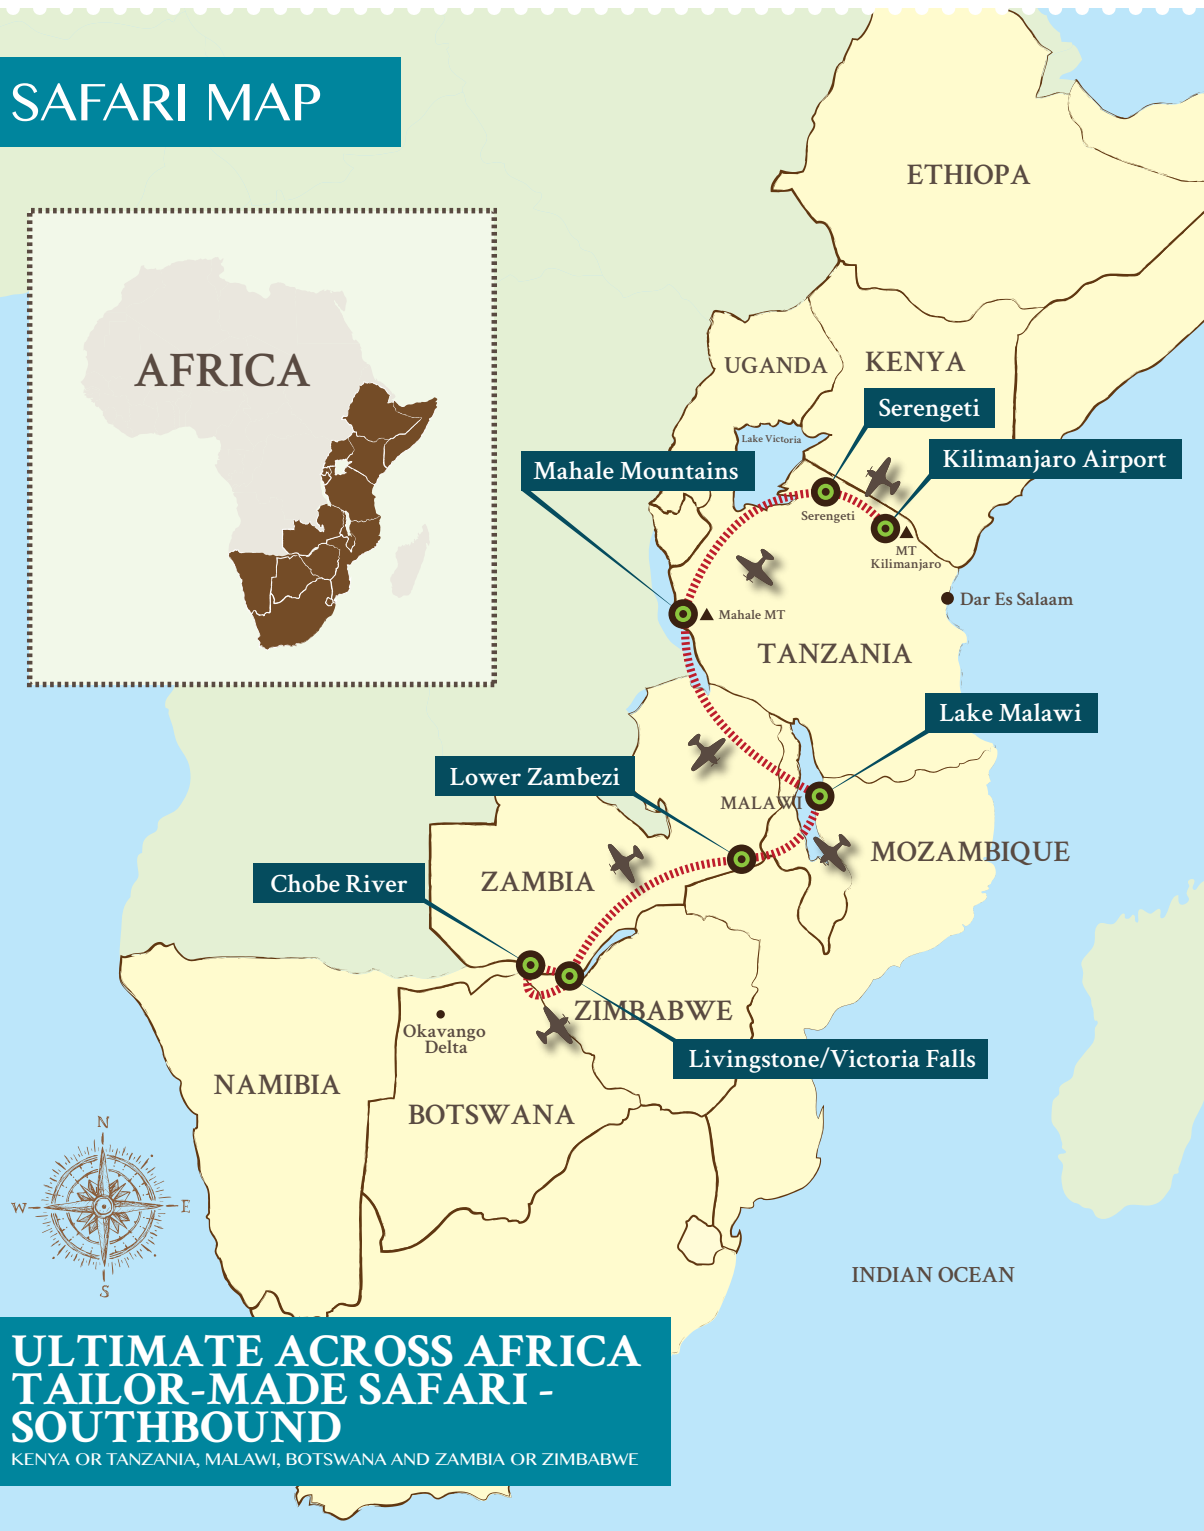 SAFARI MAP
ETHIOPA
AFRICA
UGANDA
KENYA
Serengeti
Lake Victoria
Kilimanjaro Airport
Mahale Mountains
Serengeti
MT
Kilimanjaro
Dar Es Salaam
Mahale MT
TANZANIA
Lake Malawi
Lower Zambezi
MALAWI
MOZAMBIQUE
Chobe River
ZAMBIA
ZIMBABWE
Okavango
Delta
Livingstone/Victoria Falls
NAMIBIA
BOTSWANA
N
W
E
S
INDIAN OCEAN
ULTIMATE ACROSS AFRICA
TAILOR-MADE SAFARI -
SOUTHBOUND
KENYA OR TANZANIA, MALAWI, BOTSWANA AND ZAMBIA OR ZIMBABWE